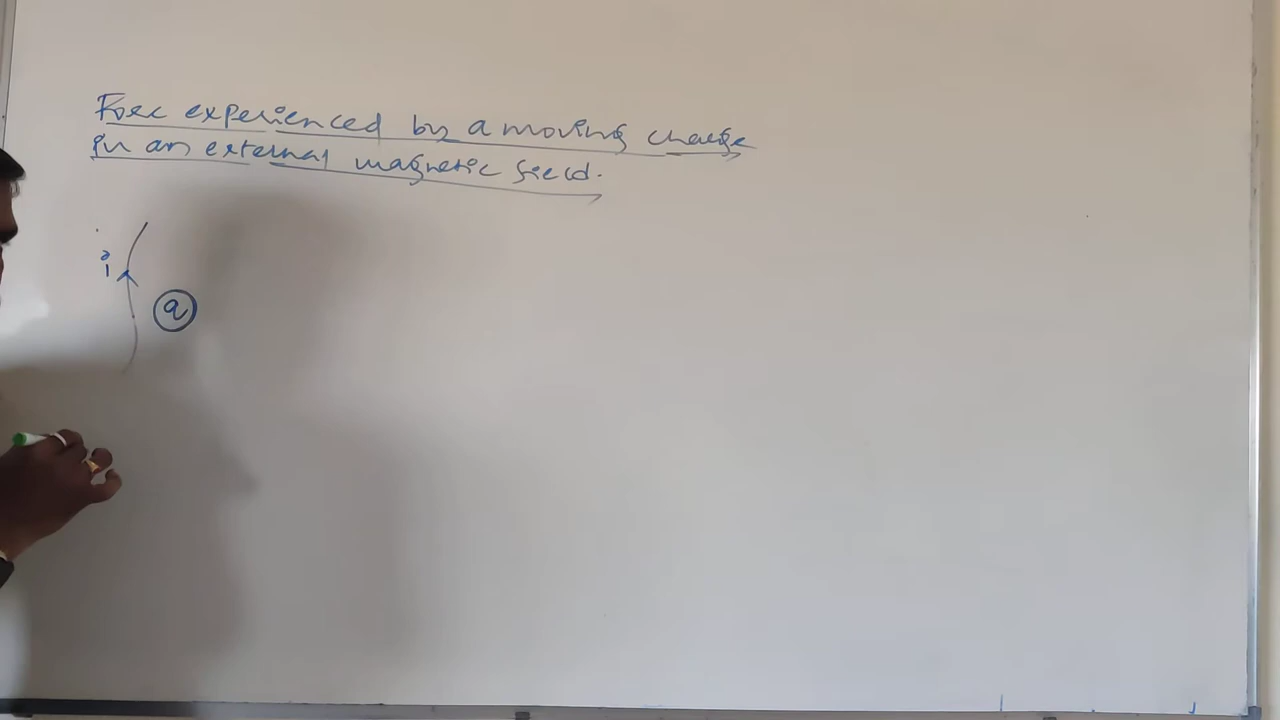 Force experienced by a moving charge
in an external magnetic field.
i
q